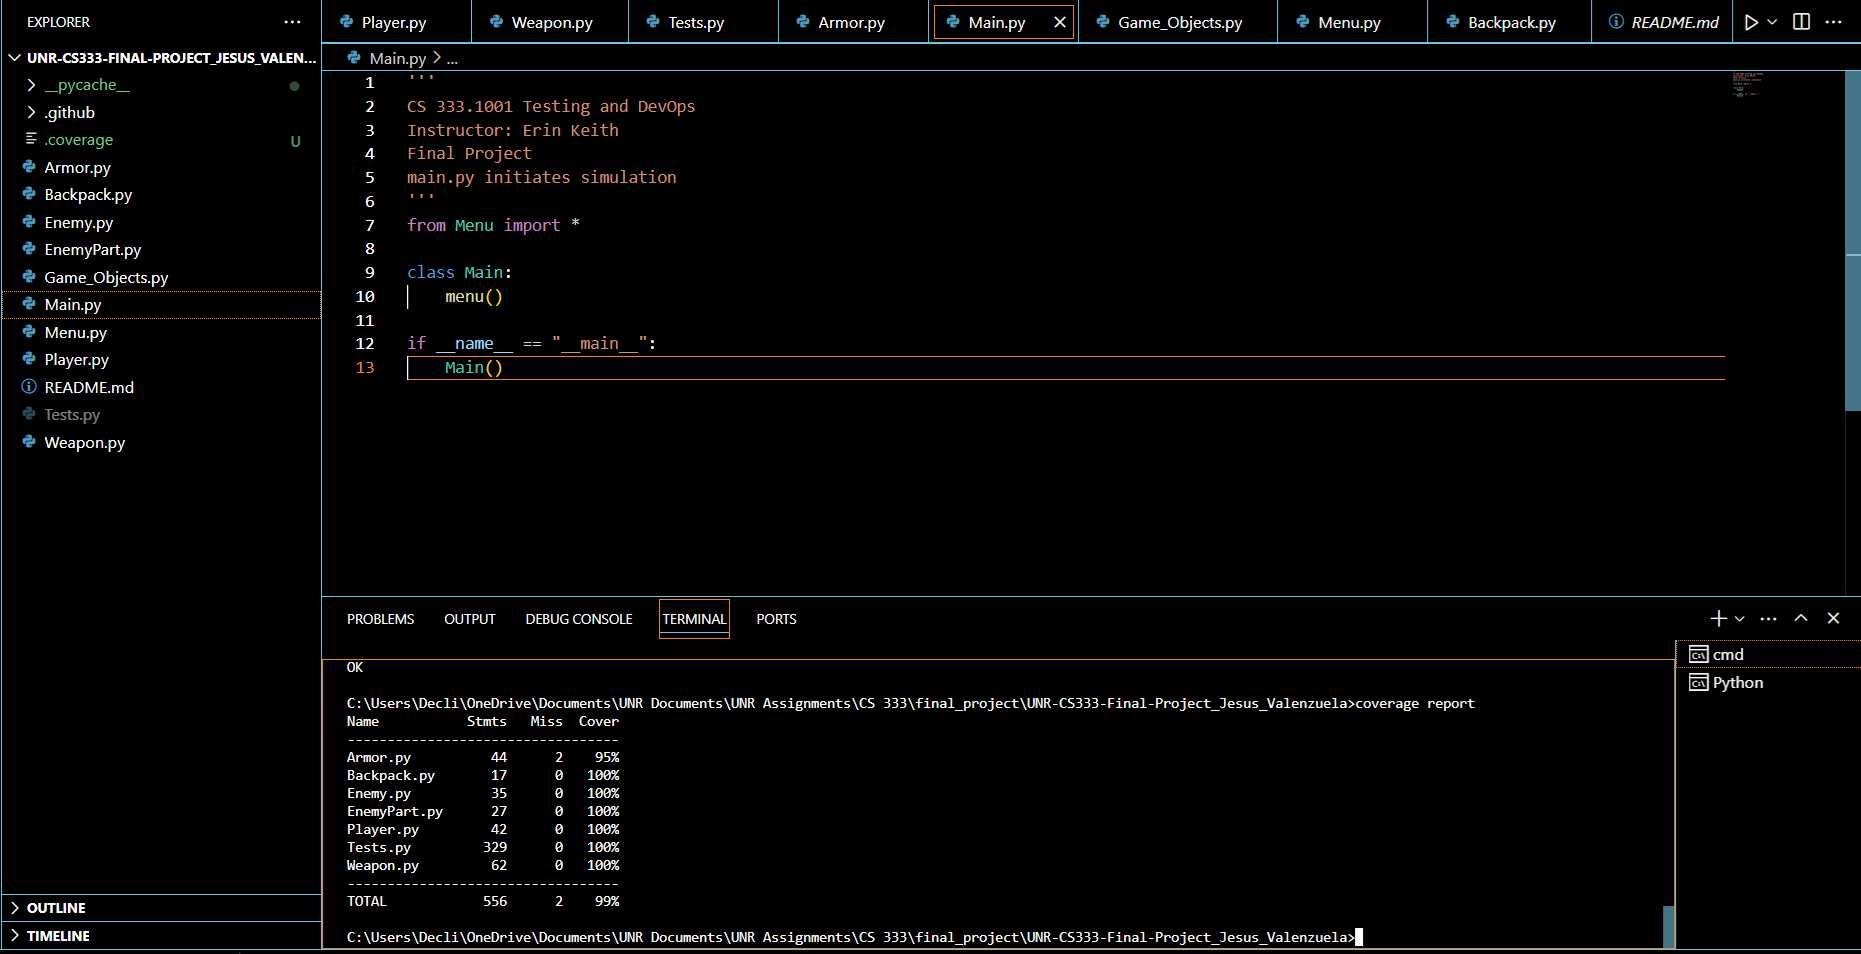 EXPLORER
UNR-CS333-FINAL-PROJECT_JESUS_VALEN...
__pycache__
.github
.coverage U
Armor.py
Backpack.py
Enemy.py
EnemyPart.py
Game_Objects.py
Main.py
Menu.py
Player.py
README.md
Tests.py
Weapon.py
OUTLINE
TIMELINE
Player.py Weapon.py Tests.py Armor.py Main.py Game_Objects.py Menu.py Backpack.py README.md
Main.py > ...
1 '''
2 CS 333.1001 Testing and DevOps
3 Instructor: Erin Keith
4 Final Project
5 main.py initiates simulation
6 '''
7 from Menu import *
8
9 class Main:
10 menu()
11
12 if __name__ == "__main__":
13 Main()
PROBLEMS OUTPUT DEBUG CONSOLE TERMINAL PORTS
OK
C:\Users\Decli\OneDrive\Documents\UNR Documents\UNR Assignments\CS 333\final_project\UNR-CS333-Final-Project_Jesus_Valenzuela>coverage report
Name Stmts Miss Cover
----------------------------------
Armor.py 44 2 95%
Backpack.py 17 0 100%
Enemy.py 35 0 100%
EnemyPart.py 27 0 100%
Player.py 42 0 100%
Tests.py 329 0 100%
Weapon.py 62 0 100%
----------------------------------
TOTAL 556 2 99%
C:\Users\Decli\OneDrive\Documents\UNR Documents\UNR Assignments\CS 333\final_project\UNR-CS333-Final-Project_Jesus_Valenzuela>
cmd
Python